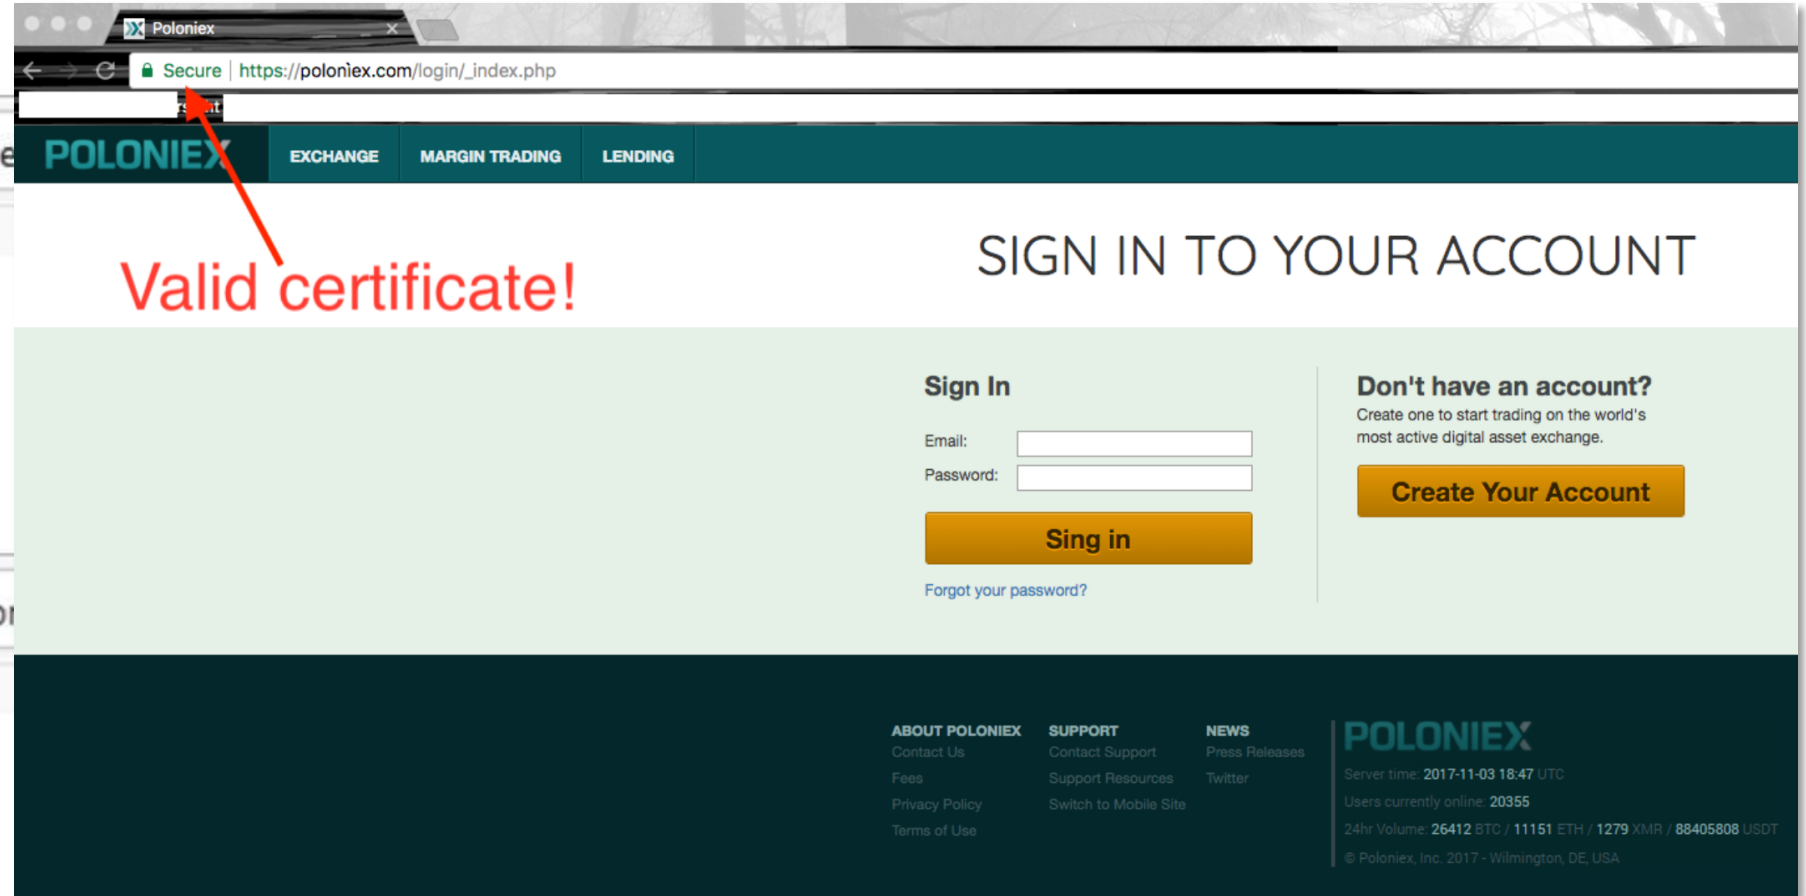 Poloniex
Secure | https://polonìex.com/login/_index.php
POLONIEX
EXCHANGE
MARGIN TRADING
LENDING
Valid certificate!
SIGN IN TO YOUR ACCOUNT
Sign In
Email:
Password:
Sing in
Forgot your password?
Don't have an account?
Create one to start trading on the world's
most active digital asset exchange.
Create Your Account
ABOUT POLONIEX
Contact Us
Fees
Privacy Policy
Terms of Use
SUPPORT
Contact Support
Support Resources
Switch to Mobile Site
NEWS
Press Releases
Twitter
POLONIEX
Server time: 2017-11-03 18:47 UTC
Users currently online: 20355
24hr Volume: 26412 BTC / 11151 ETH / 1279 XMR / 88405808 USDT
© Poloniex, Inc. 2017 - Wilmington, DE, USA